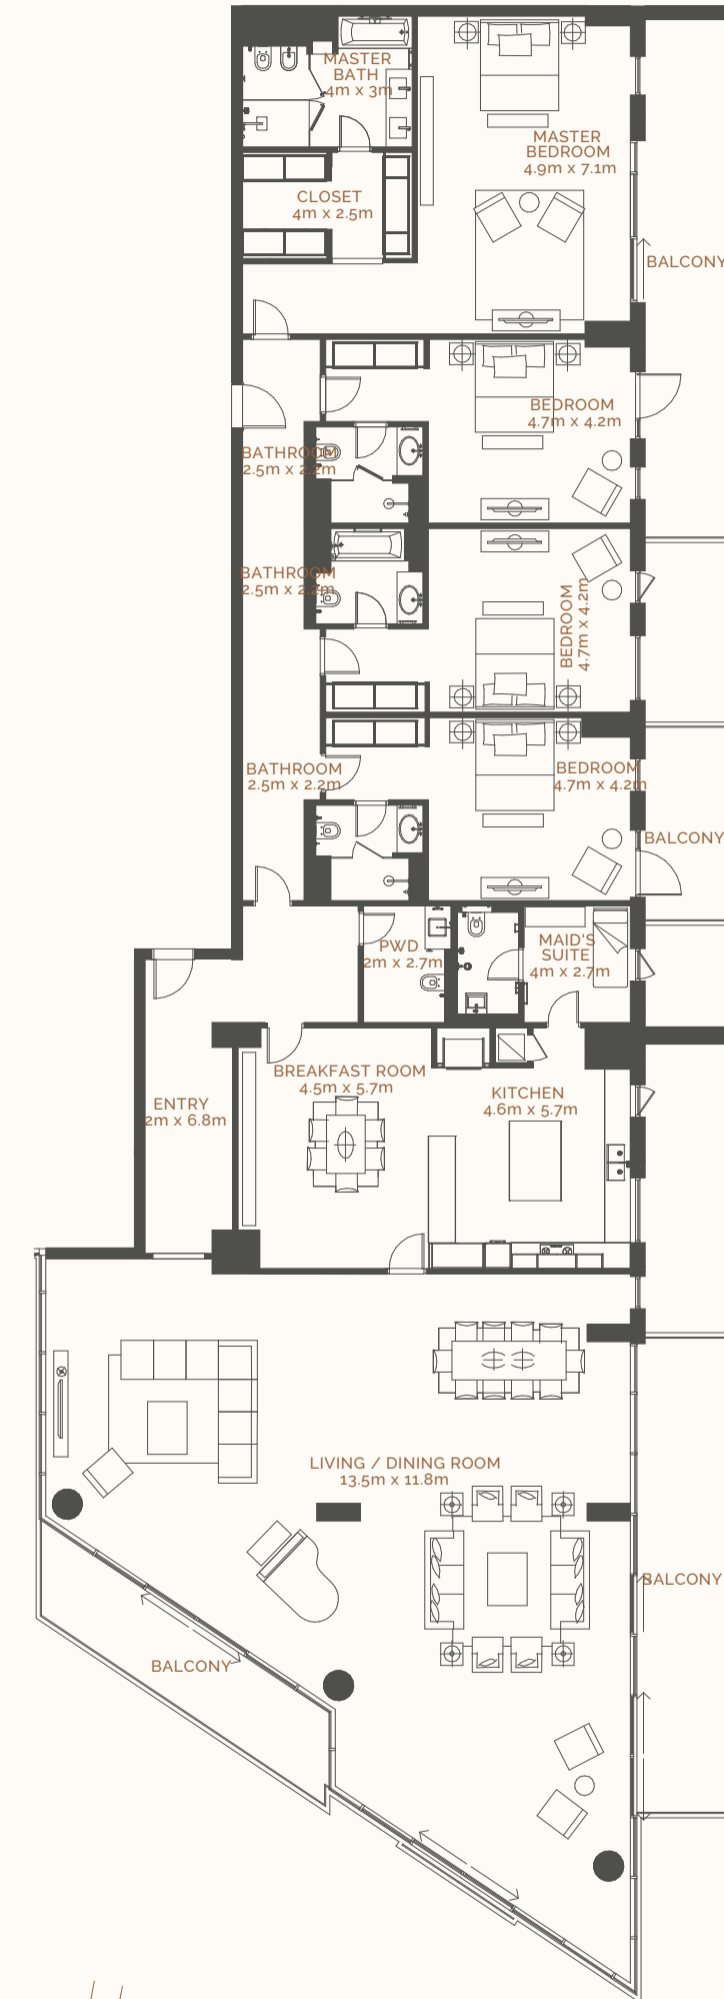 MASTER
BATH
4m x 3m
MASTER
BEDROOM
4.9m x 7.1m
CLOSET
4m x 2.5m
BALCONY
BEDROOM
4.7m x 4.2m
BATHROOM
2.5m x 2.2m
BATHROOM
2.5m x 2.2m
BEDROOM
4.7m x 4.2m
BATHROOM
2.5m x 2.2m
BEDROOM
4.7m x 4.2m
BALCONY
PWD
2m x 2.7m
MAID'S
SUITE
4m x 2.7m
BREAKFAST ROOM
4.5m x 5.7m
KITCHEN
4.6m x 5.7m
ENTRY
2m x 6.8m
LIVING / DINING ROOM
13.5m x 11.8m
BALCONY
BALCONY